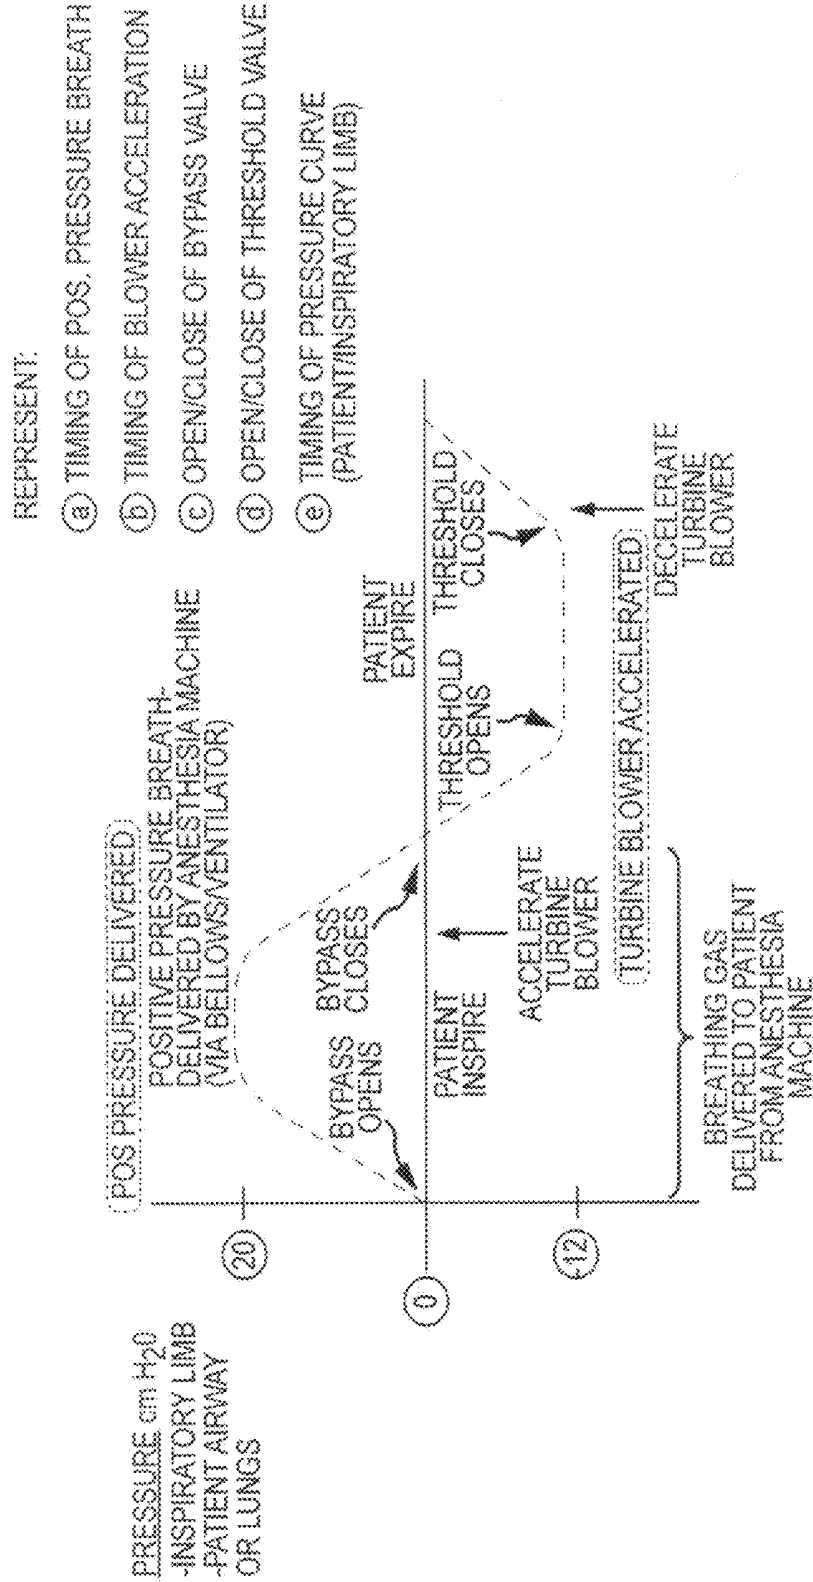 REPRESENT:
a TIMING OF POS. PRESSURE BREATH
b TIMING OF BLOWER ACCELERATION
c OPEN/CLOSE OF BYPASS VALVE
d OPEN/CLOSE OF THRESHOLD VALVE
e TIMING OF PRESSURE CURVE
(PATIENT/INSPIRATORY LIMB)
POS PRESSURE DELIVERED
POSITIVE PRESSURE BREATH-
DELIVERED BY ANESTHESIA MACHINE
(VIA BELLOWS/VENTILATOR)
PRESSURE cm H20
-INSPIRATORY LIMB
-PATIENT AIRWAY
OR LUNGS
20
0
-12
BYPASS
OPENS
BYPASS
CLOSES
PATIENT
INSPIRE
PATIENT
EXPIRE
THRESHOLD
OPENS
THRESHOLD
CLOSES
ACCELERATE
TURBINE
BLOWER
TURBINE BLOWER ACCELERATED
DECELERATE
TURBINE
BLOWER
BREATHING GAS
DELIVERED TO PATIENT
FROM ANESTHESIA
MACHINE